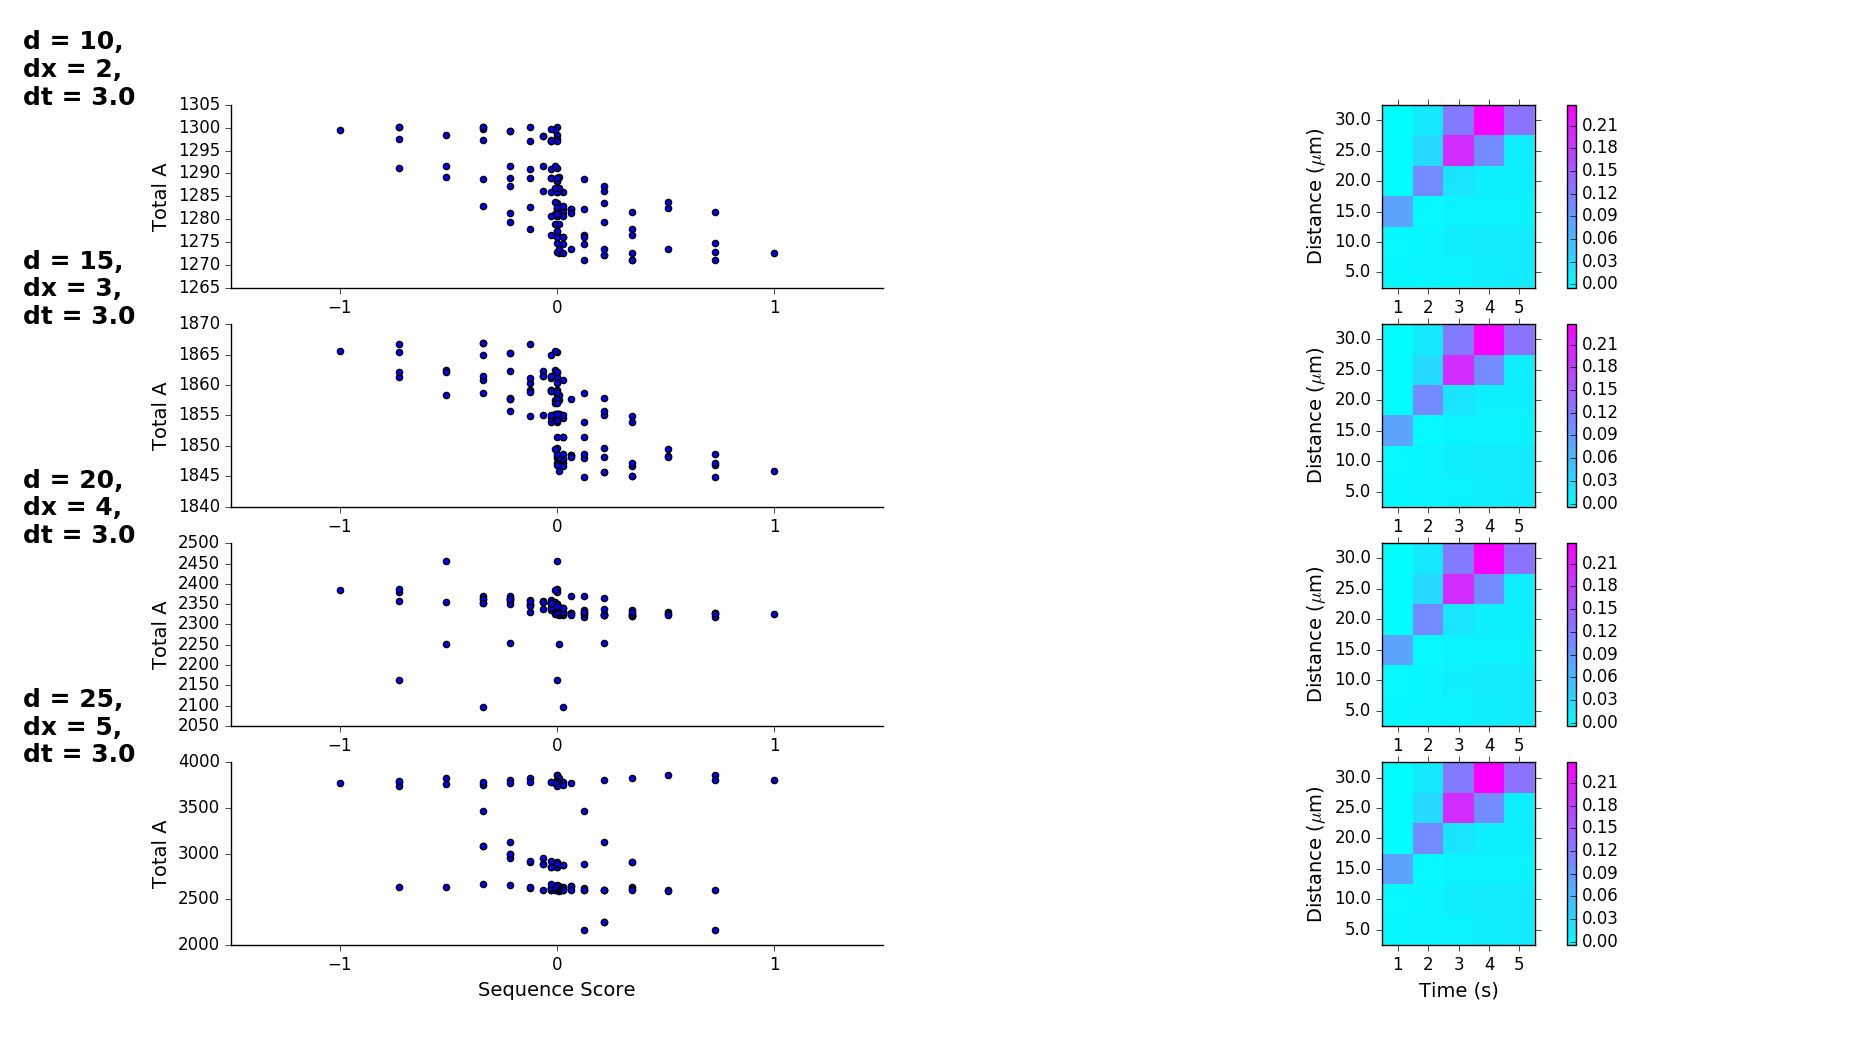 d = 10,
dx = 2,
dt = 3.0
Total A
1305
1300
1295
1290
1285
1280
1275
1270
1265
−1 0 1
Distance (μm)
30.0
25.0
20.0
15.0
10.0
5.0
1 2 3 4 5
0.21
0.18
0.15
0.12
0.09
0.06
0.03
0.00
d = 15,
dx = 3,
dt = 3.0
Total A
1870
1865
1860
1855
1850
1845
1840
−1 0 1
Distance (μm)
30.0
25.0
20.0
15.0
10.0
5.0
1 2 3 4 5
0.21
0.18
0.15
0.12
0.09
0.06
0.03
0.00
d = 20,
dx = 4,
dt = 3.0
Total A
2500
2450
2400
2350
2300
2250
2200
2150
2100
2050
−1 0 1
Distance (μm)
30.0
25.0
20.0
15.0
10.0
5.0
1 2 3 4 5
0.21
0.18
0.15
0.12
0.09
0.06
0.03
0.00
d = 25,
dx = 5,
dt = 3.0
Total A
4000
3500
3000
2500
2000
−1 0 1
Sequence Score
Distance (μm)
30.0
25.0
20.0
15.0
10.0
5.0
1 2 3 4 5
Time (s)
0.21
0.18
0.15
0.12
0.09
0.06
0.03
0.00